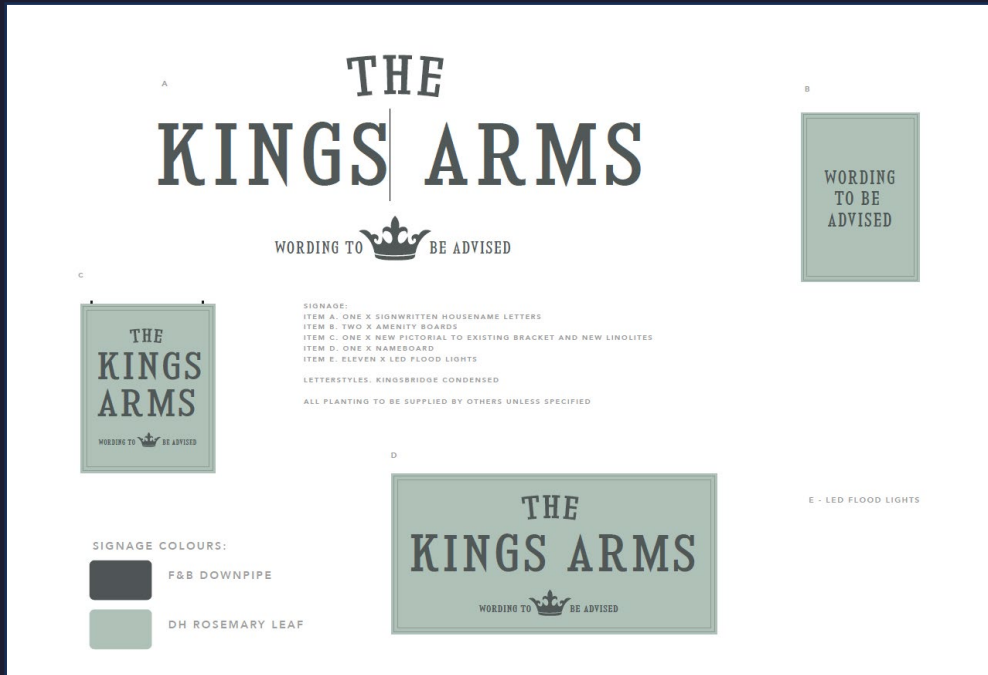 A
THE
KINGS ARMS
WORDING TO BE ADVISED
B
WORDING
TO BE
ADVISED
C
THE
KINGS
ARMS
WORDING TO BE ADVISED
SIGNAGE:
ITEM A. ONE X SIGNWRITTEN HOUSENAME LETTERS
ITEM B. TWO X AMENITY BOARDS
ITEM C. ONE X NEW PICTORIAL TO EXISTING BRACKET AND NEW LINOLITES
ITEM D. ONE X NAMEBOARD
ITEM E. ELEVEN X LED FLOOD LIGHTS
LETTERSTYLES. KINGSBRIDGE CONDENSED
ALL PLANTING TO BE SUPPLIED BY OTHERS UNLESS SPECIFIED
D
THE
KINGS ARMS
WORDING TO BE ADVISED
E - LED FLOOD LIGHTS
SIGNAGE COLOURS:
F&B DOWNPIPE
DH ROSEMARY LEAF